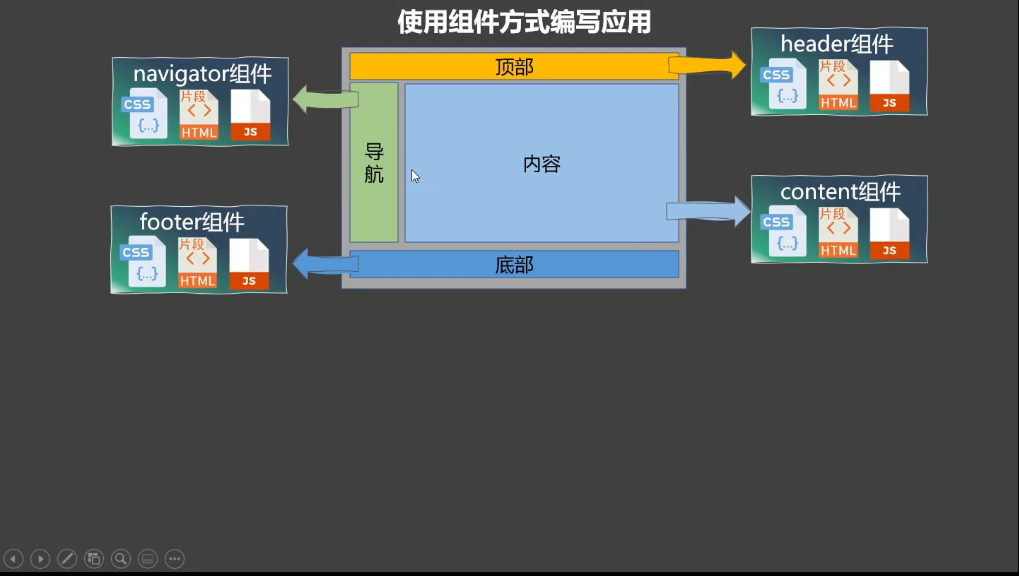 使用组件方式编写应用
navigator组件
CSS
{...}
片段
<>
HTML
JS
footer组件
CSS
{...}
片段
<>
HTML
JS
顶部
导
航
内容
底部
header组件
CSS
{...}
片段
<>
HTML
JS
content组件
CSS
{...}
片段
<>
HTML
JS